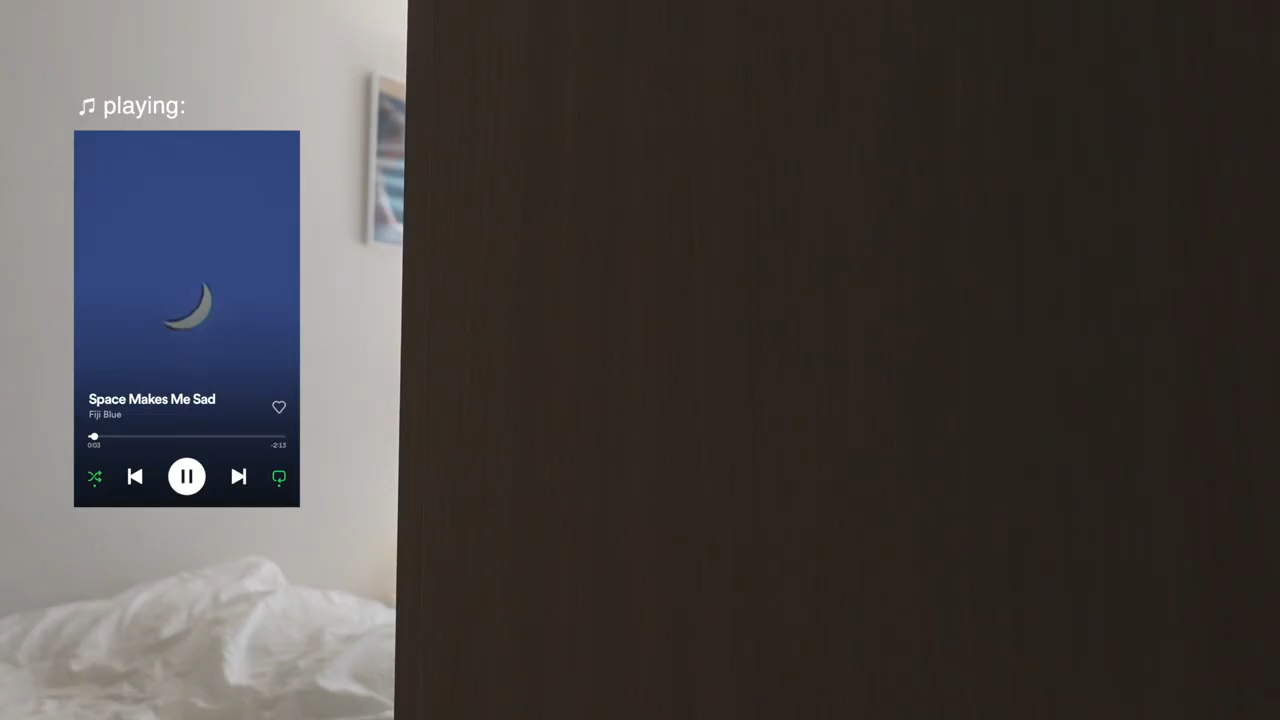 ♫ playing:
Space Makes Me Sad
Fiji Blue
0:03
-2:13